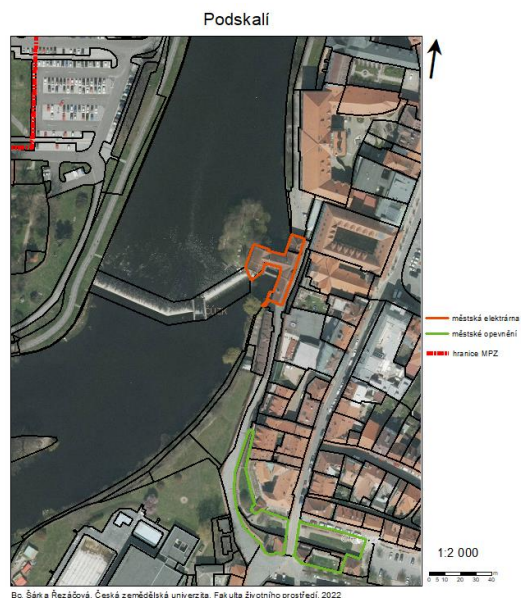 Podskalí
městská elektrárna
městské opevnění
hranice MPZ
1:2 000
0 5 10 20 30 40
m
Bc. Šárka Řezáčová, Česká zemědělská univerzita, Fakulta životního prostředí, 2022